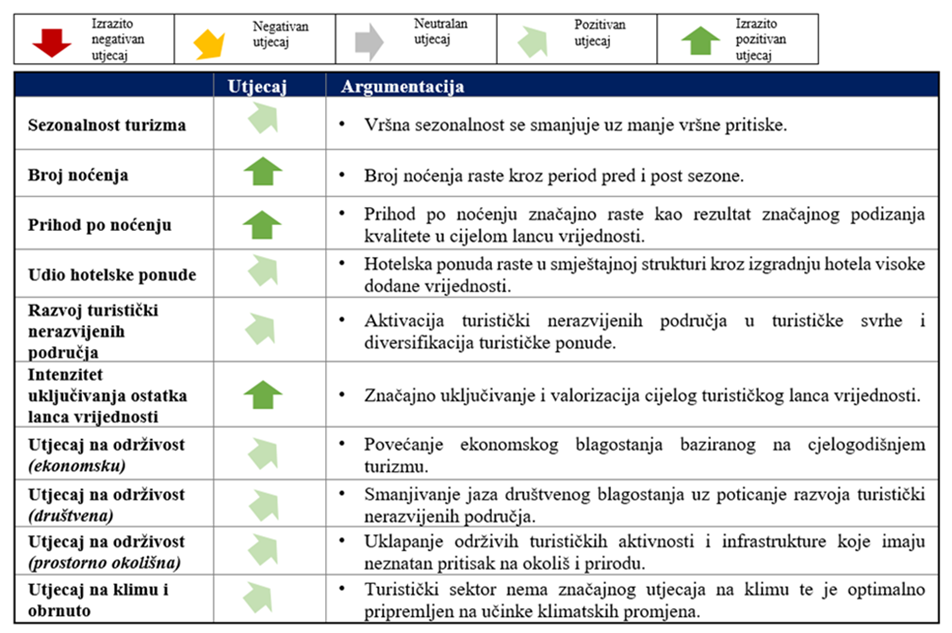 Izrazito
negativan
utjecaj
Negativan
utjecaj
Neutralan
utjecaj
Pozitivan
utjecaj
Izrazito
pozitivan
utjecaj
Utjecaj
Argumentacija
Sezonalnost turizma
• Vršna sezonalnost se smanjuje uz manje vršne pritiske.
Broj noćenja
• Broj noćenja raste kroz period pred i post sezone.
Prihod po noćenju
• Prihod po noćenju značajno raste kao rezultat značajnog podizanja
kvalitete u cijelom lancu vrijednosti.
Udio hotelske ponude
• Hotelska ponuda raste u smještajnoj strukturi kroz izgradnju hotela visoke
dodane vrijednosti.
Razvoj turistički
nerazvijenih
područja
• Aktivacija turistički nerazvijenih područja u turističke svrhe i
diversifikacija turističke ponude.
Intenzitet
uključivanja ostatka
lanca vrijednosti
• Značajno uključivanje i valorizacija cijelog turističkog lanca vrijednosti.
Utjecaj na održivost
(ekonomsku)
• Povećanje ekonomskog blagostanja baziranog na cjelogodišnjem
turizmu.
Utjecaj na održivost
(društvena)
• Smanjivanje jaza društvenog blagostanja uz poticanje razvoja turistički
nerazvijenih područja.
Utjecaj na održivost
(prostorno okolišna)
• Uklapanje održivih turističkih aktivnosti i infrastrukture koje imaju
neznatan pritisak na okoliš i prirodu.
Utjecaj na klimu i
obrnuto
• Turistički sektor nema značajnog utjecaja na klimu te je optimalno
pripremljen na učinke klimatskih promjena.